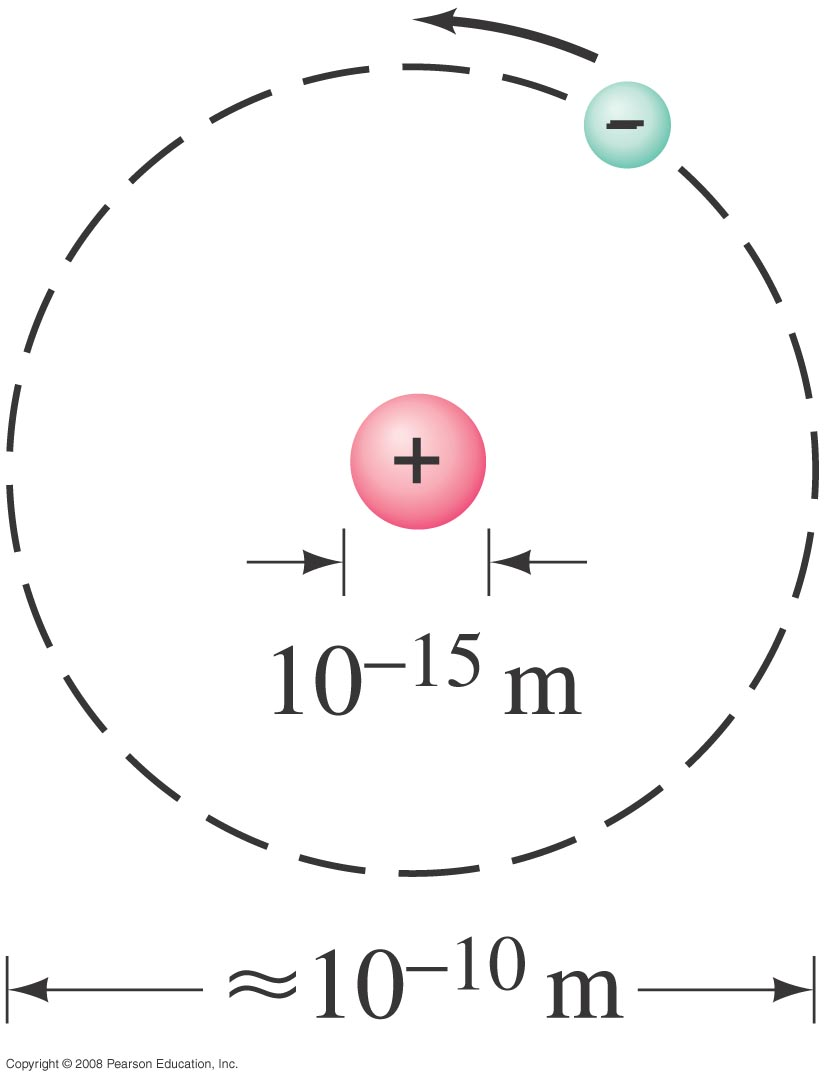 −
+
10⁻¹⁵ m
≈10⁻¹⁰ m
Copyright © 2008 Pearson Education, Inc.